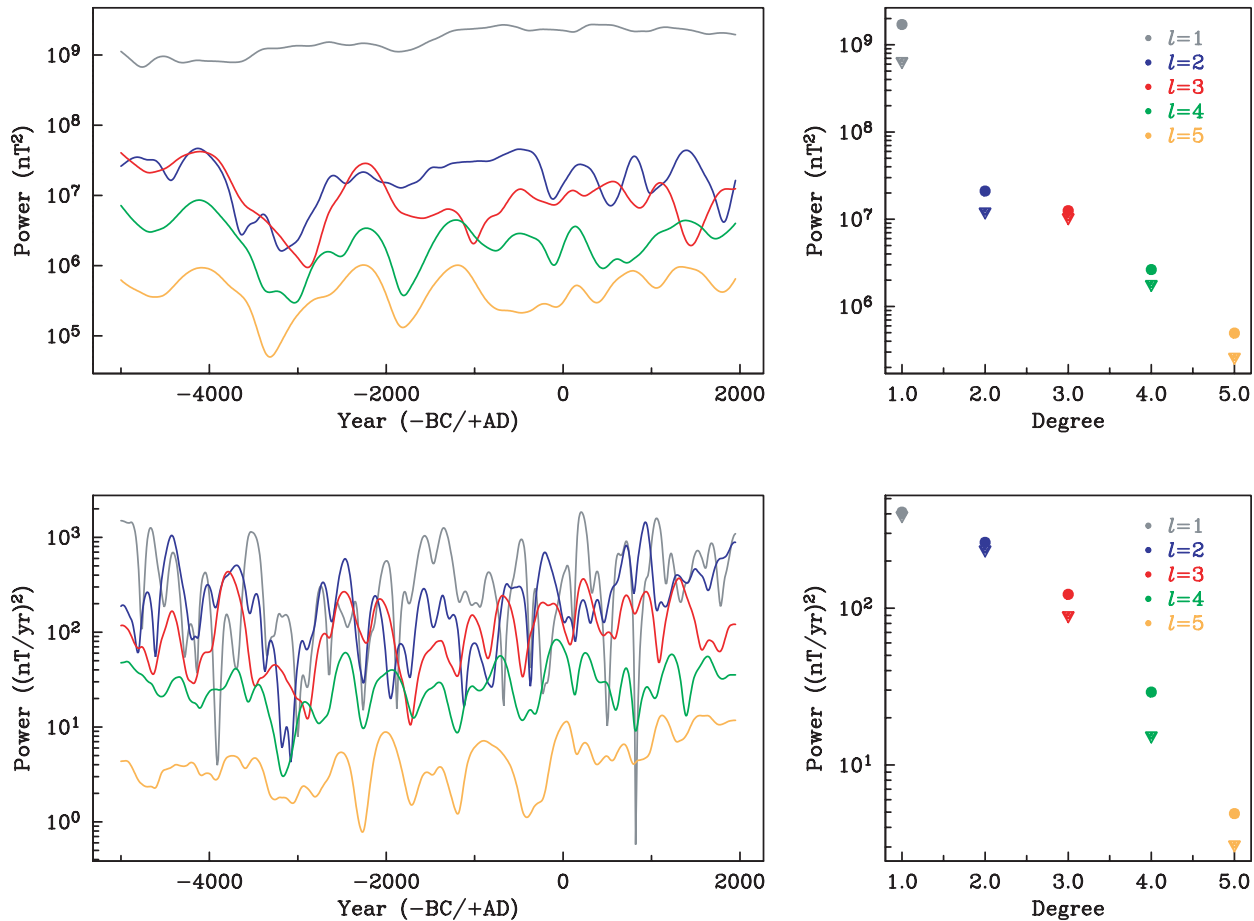 Power (nT²)
10⁹
10⁸
10⁷
10⁶
10⁵
−4000
−2000
0
2000
Year (−BC/+AD)
Power (nT²)
10⁹
10⁸
10⁷
10⁶
l=1
l=2
l=3
l=4
l=5
1.0
2.0
3.0
4.0
5.0
Degree
Power ((nT/yr)²)
10³
10²
10¹
10⁰
−4000
−2000
0
2000
Year (−BC/+AD)
Power ((nT/yr)²)
10²
10¹
l=1
l=2
l=3
l=4
l=5
1.0
2.0
3.0
4.0
5.0
Degree